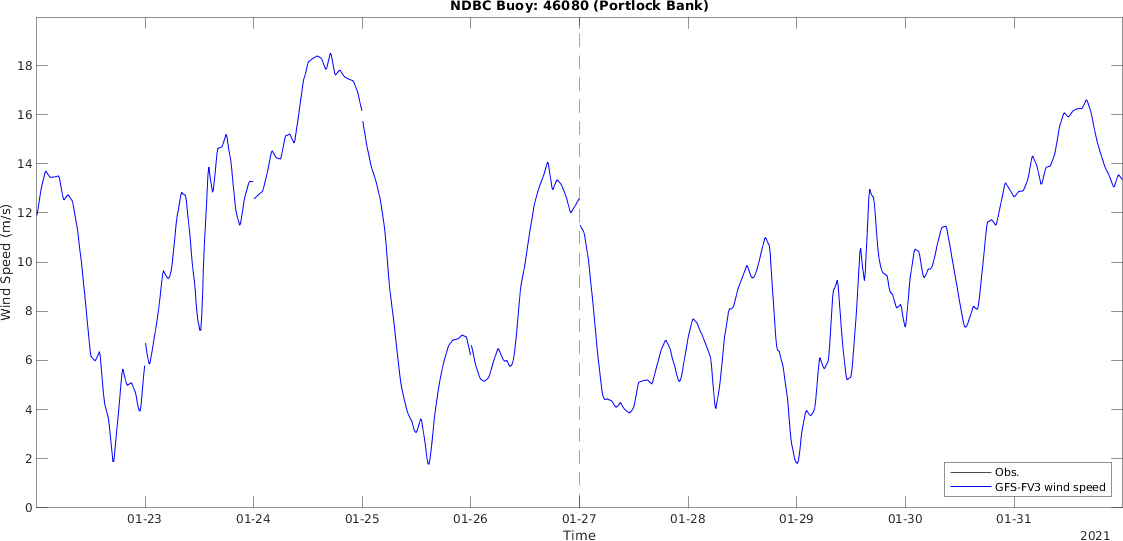 NDBC Buoy: 46080 (Portlock Bank)
18
16
14
12
10
8
6
4
2
0
Wind Speed (m/s)
Obs.
GFS-FV3 wind speed
01-23 01-24 01-25 01-26 01-27 01-28 01-29 01-30 01-31
Time
2021